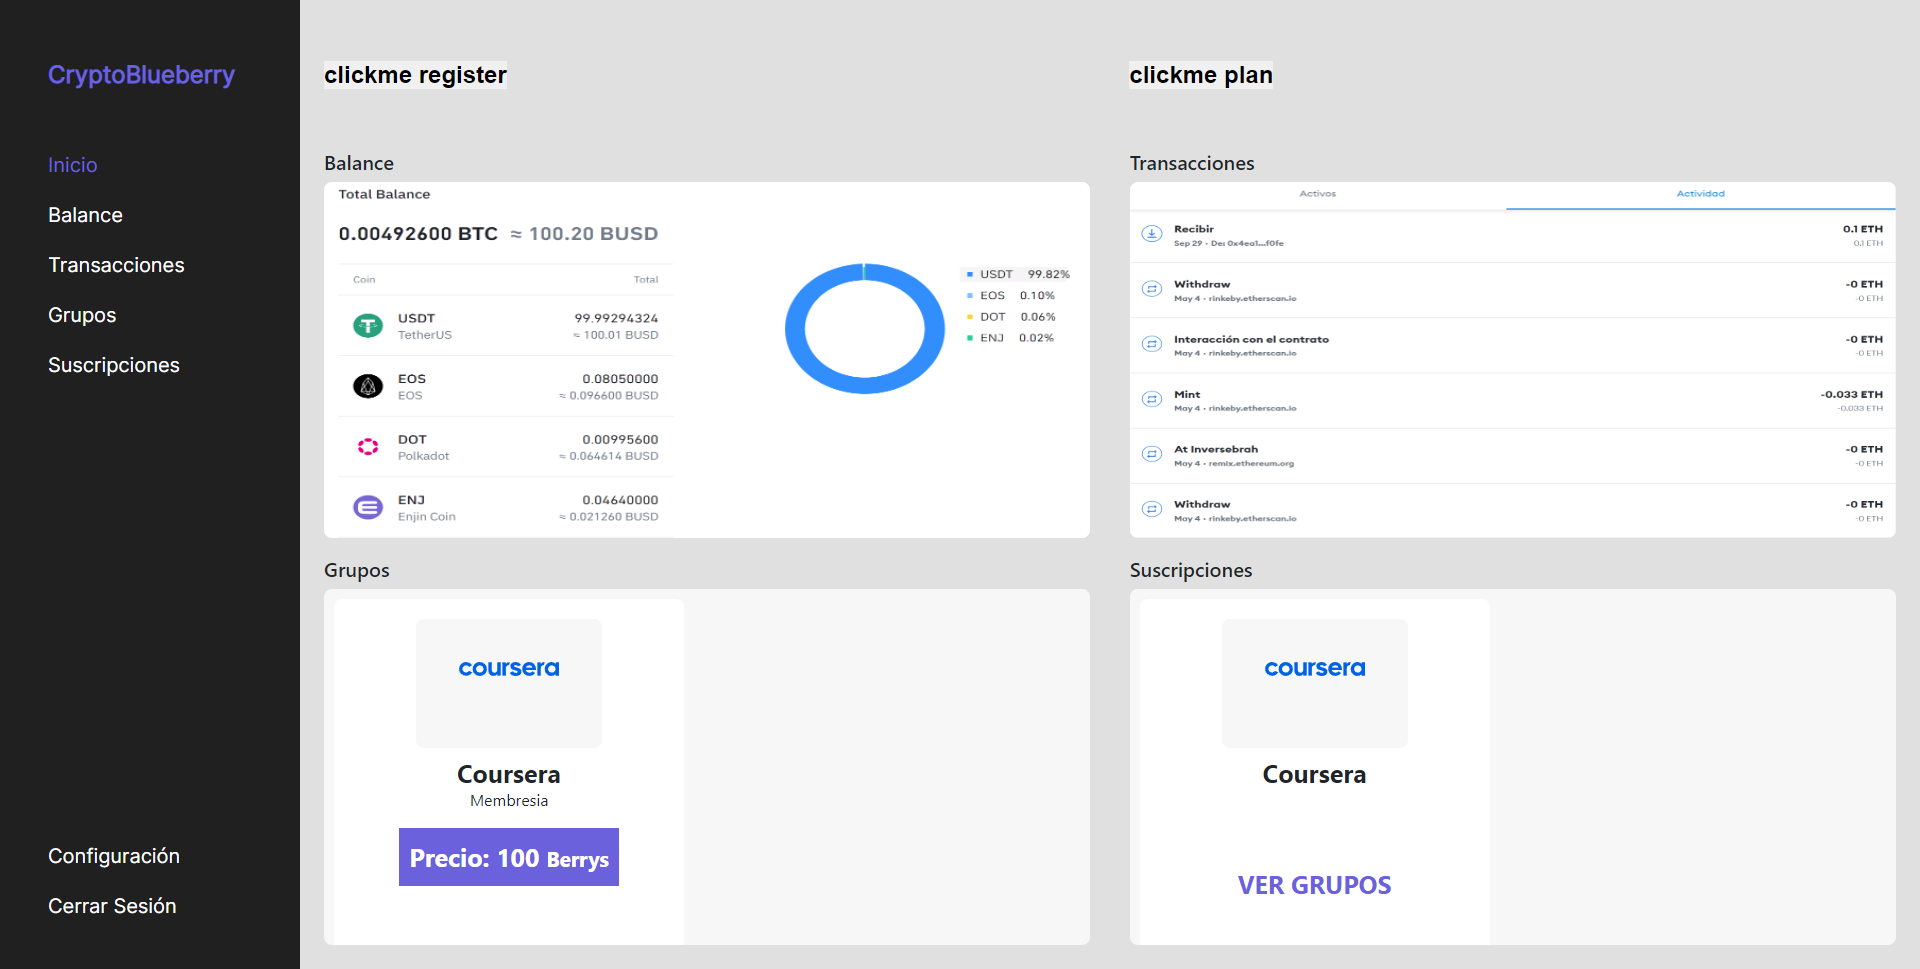 CryptoBlueberry
Inicio
Balance
Transacciones
Grupos
Suscripciones
Configuración
Cerrar Sesión
clickme register
clickme plan
Balance
Total Balance
0.00492600 BTC ≈ 100.20 BUSD
Coin Total
USDT 99.99294324
TetherUS ≈ 100.01 BUSD
EOS 0.08050000
EOS ≈ 0.096600 BUSD
DOT 0.00995600
Polkadot ≈ 0.064614 BUSD
ENJ 0.04640000
Enjin Coin ≈ 0.021260 BUSD
USDT 99.82%
EOS 0.10%
DOT 0.06%
ENJ 0.02%
Transacciones
Activos Actividad
Recibir 0.1 ETH
Sep 29 · De: 0x4ea1...f0fe 0.1 ETH
Withdraw -0 ETH
May 4 · rinkeby.etherscan.io -0 ETH
Interacción con el contrato -0 ETH
May 4 · rinkeby.etherscan.io -0 ETH
Mint -0.033 ETH
May 4 · rinkeby.etherscan.io -0.033 ETH
At Inversebrah -0 ETH
May 4 · remix.ethereum.org -0 ETH
Withdraw -0 ETH
May 4 · rinkeby.etherscan.io -0 ETH
Grupos
coursera
Coursera
Membresia
Precio: 100 Berrys
Suscripciones
coursera
Coursera
VER GRUPOS